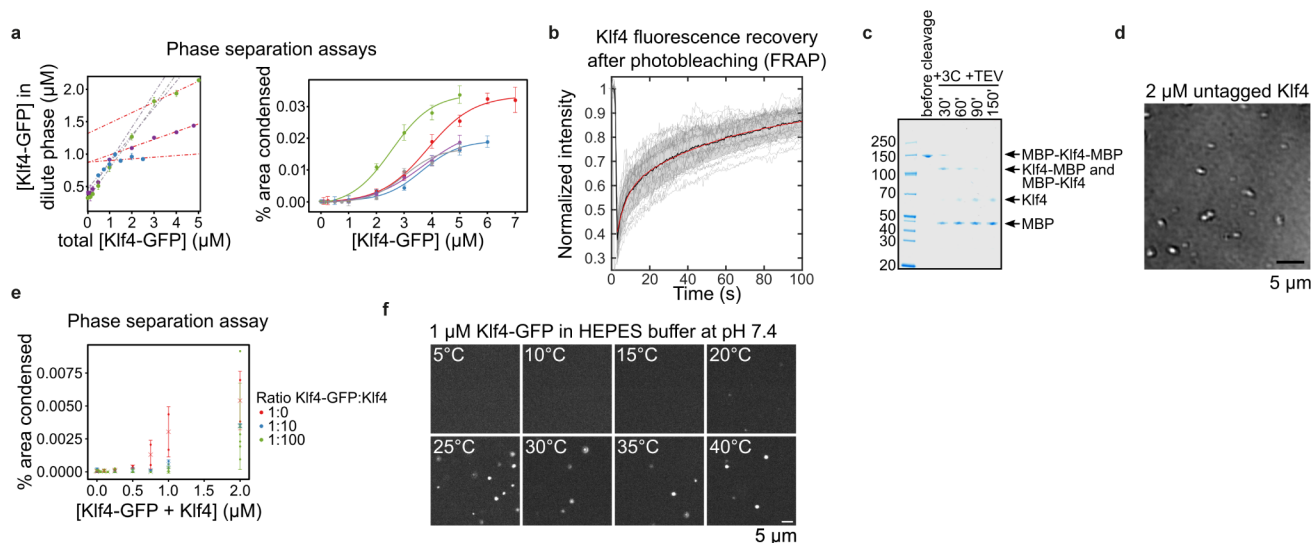 a
Phase separation assays
[Klf4-GFP] in
dilute phase (µM)
2.0
1.5
1.0
0.5
0 1 2 3 4 5
total [Klf4-GFP] (µM)
% area condensed
0.03
0.02
0.01
0.00
0 1 2 3 4 5 6 7
[Klf4-GFP] (µM)
b
Klf4 fluorescence recovery
after photobleaching (FRAP)
Normalized intensity
1
0.9
0.8
0.7
0.6
0.5
0.4
0.3
0 20 40 60 80 100
Time (s)
c
before cleavage
+3C +TEV
30' 60' 90' 150'
250
150
100
70
50
40
30
20
MBP-Klf4-MBP
Klf4-MBP and
MBP-Klf4
Klf4
MBP
d
2 µM untagged Klf4
5 µm
e
Phase separation assay
% area condensed
0.0075
0.0050
0.0025
0.0000
0.0 0.5 1.0 1.5 2.0
[Klf4-GFP + Klf4] (µM)
Ratio Klf4-GFP:Klf4
1:0
1:10
1:100
f
1 µM Klf4-GFP in HEPES buffer at pH 7.4
5°C 10°C 15°C 20°C
25°C 30°C 35°C 40°C
5 µm